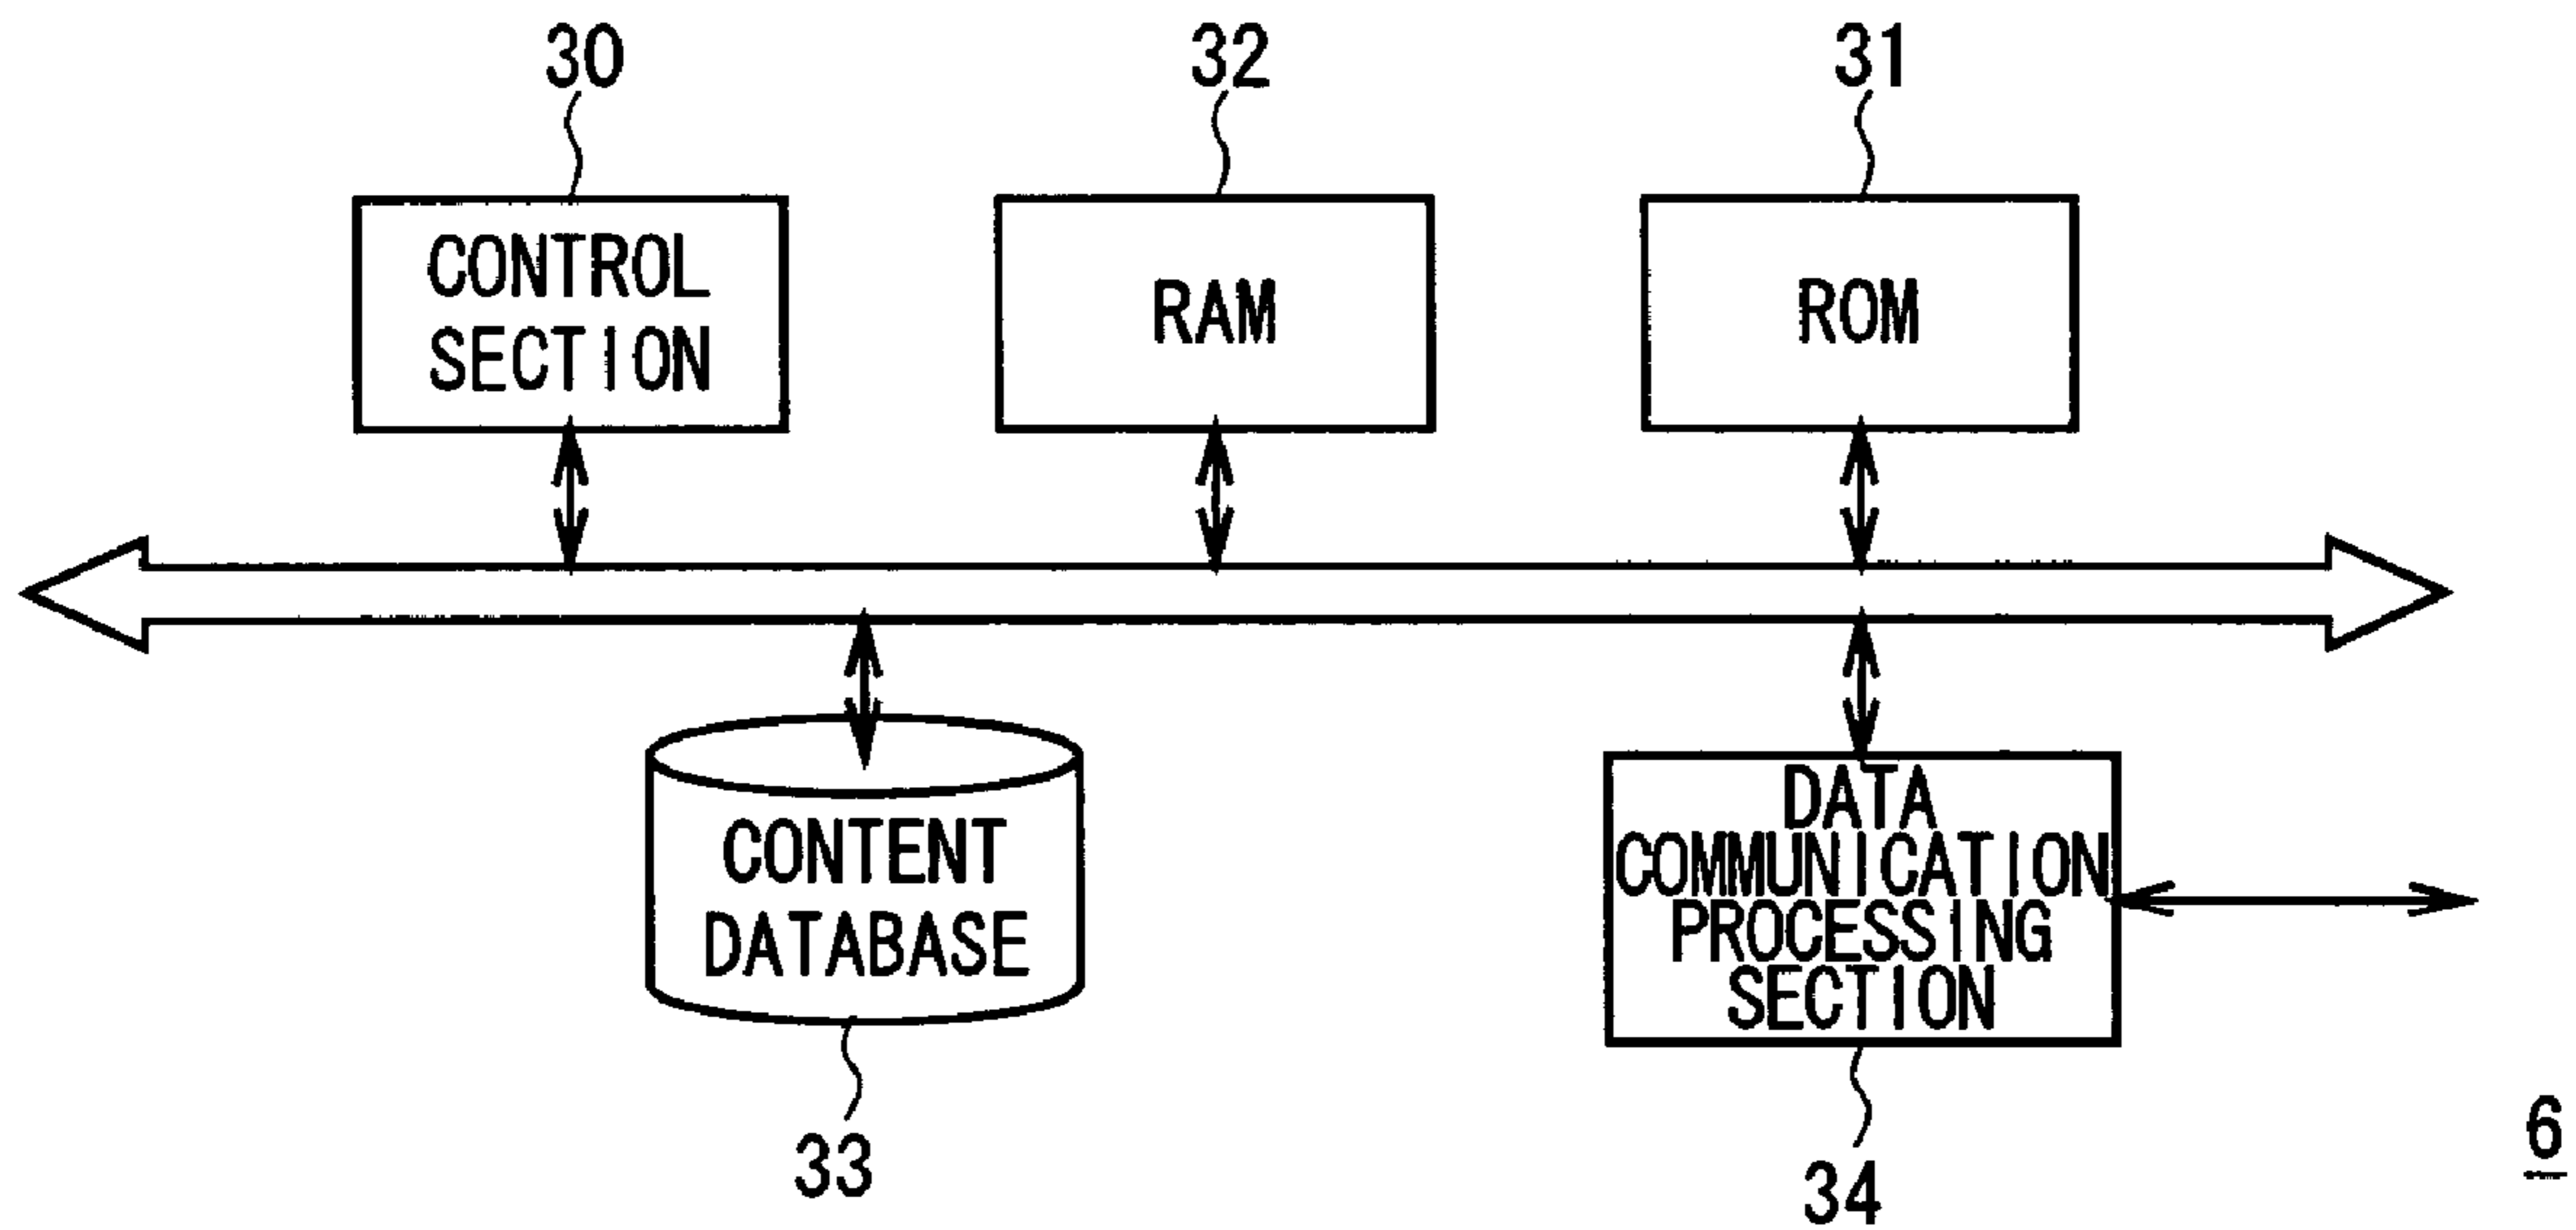 30
32
31
CONTROL
SECTION
RAM
ROM
CONTENT
DATABASE
DATA
COMMUNICATION
PROCESSING
SECTION
33
34
6